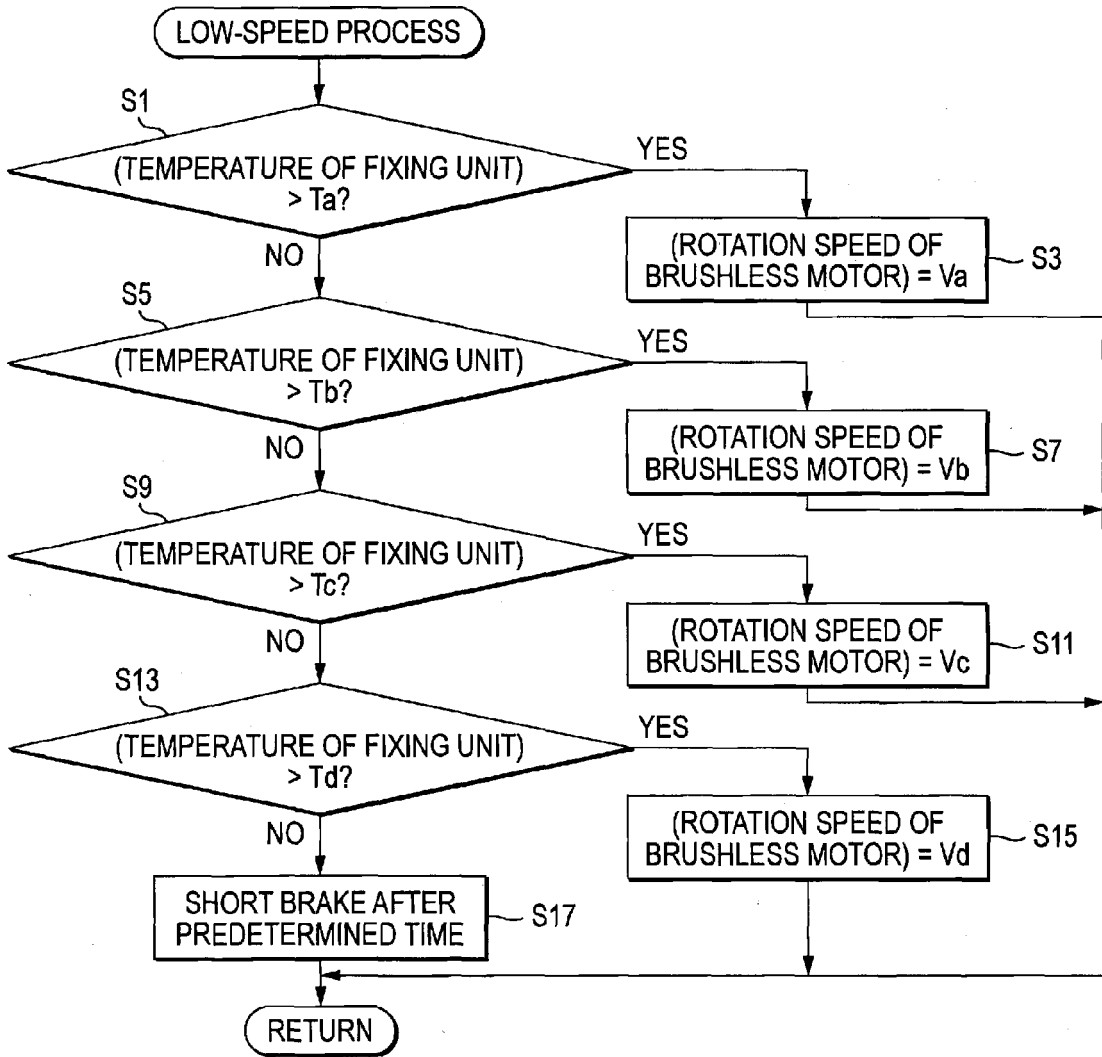 LOW-SPEED PROCESS
S1
(TEMPERATURE OF FIXING UNIT)
> Ta?
YES
NO
(ROTATION SPEED OF
BRUSHLESS MOTOR) = Va
S3
S5
(TEMPERATURE OF FIXING UNIT)
> Tb?
YES
NO
(ROTATION SPEED OF
BRUSHLESS MOTOR) = Vb
S7
S9
(TEMPERATURE OF FIXING UNIT)
> Tc?
YES
NO
(ROTATION SPEED OF
BRUSHLESS MOTOR) = Vc
S11
S13
(TEMPERATURE OF FIXING UNIT)
> Td?
YES
NO
(ROTATION SPEED OF
BRUSHLESS MOTOR) = Vd
S15
SHORT BRAKE AFTER
PREDETERMINED TIME
S17
RETURN